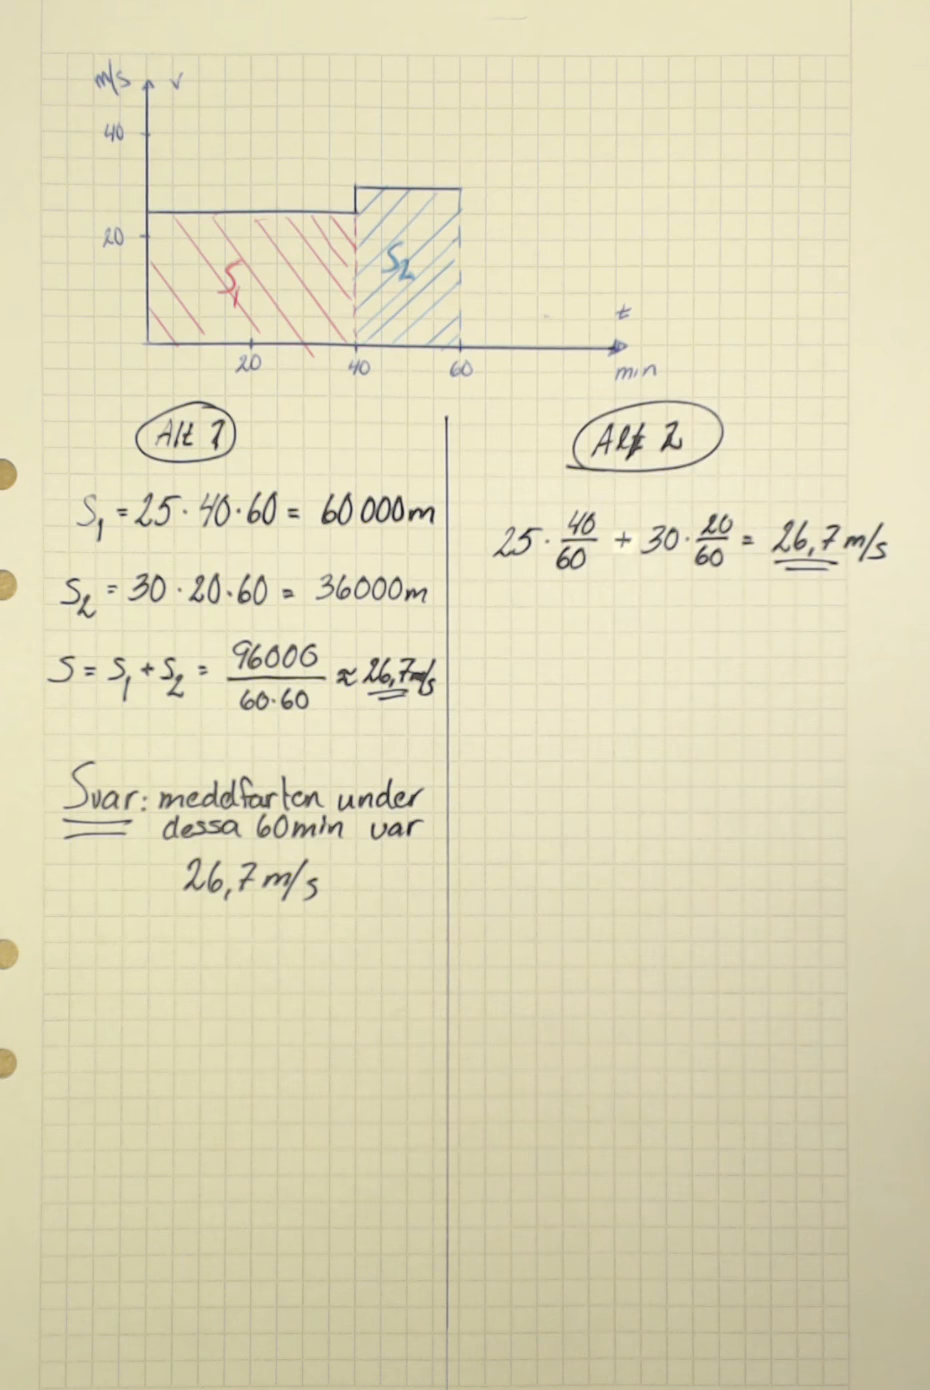 m/s v
40
20
S₁
S₂
t
20 40 60 min
Alt 1
S₁ = 25 · 40 · 60 = 60 000m
S₂ = 30 · 20 · 60 = 36000m
S = S₁ + S₂ = 96000 / 60·60 ≈ 26,7 m/s
Svar: meddfarten under
dessa 60min var
26,7 m/s
Alt 2
25 · 40/60 + 30 · 20/60 = 26,7 m/s